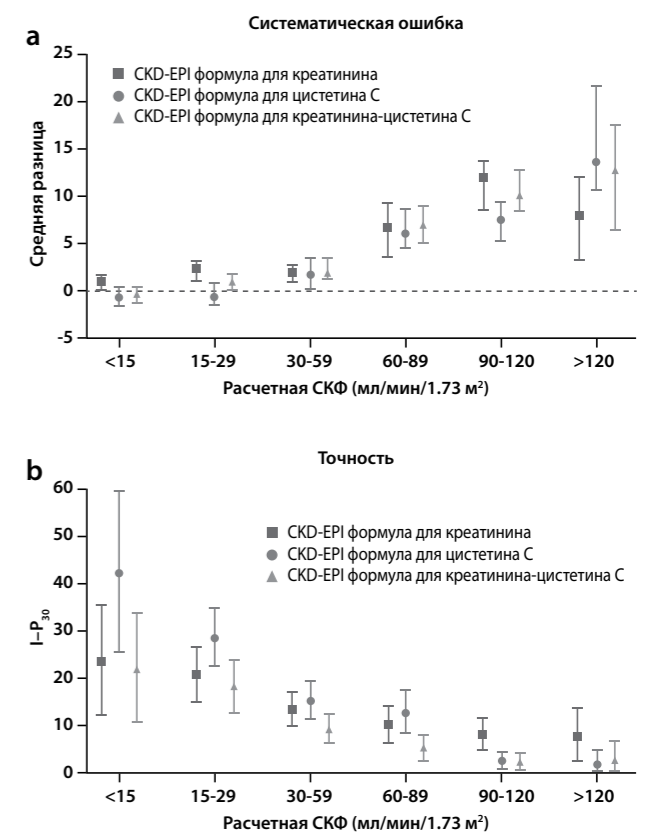 Систематическая ошибка
a
25
20
15
10
5
0
-5
Средняя разница
CKD-EPI формула для креатинина
CKD-EPI формула для цистетина С
CKD-EPI формула для креатинина-цистетина С
<15 15-29 30-59 60-89 90-120 >120
Расчетная СКФ (мл/мин/1.73 м²)
Точность
b
60
50
40
30
20
10
0
I–P₃₀
CKD-EPI формула для креатинина
CKD-EPI формула для цистетина С
CKD-EPI формула для креатинина-цистетина С
<15 15-29 30-59 60-89 90-120 >120
Расчетная СКФ (мл/мин/1.73 м²)